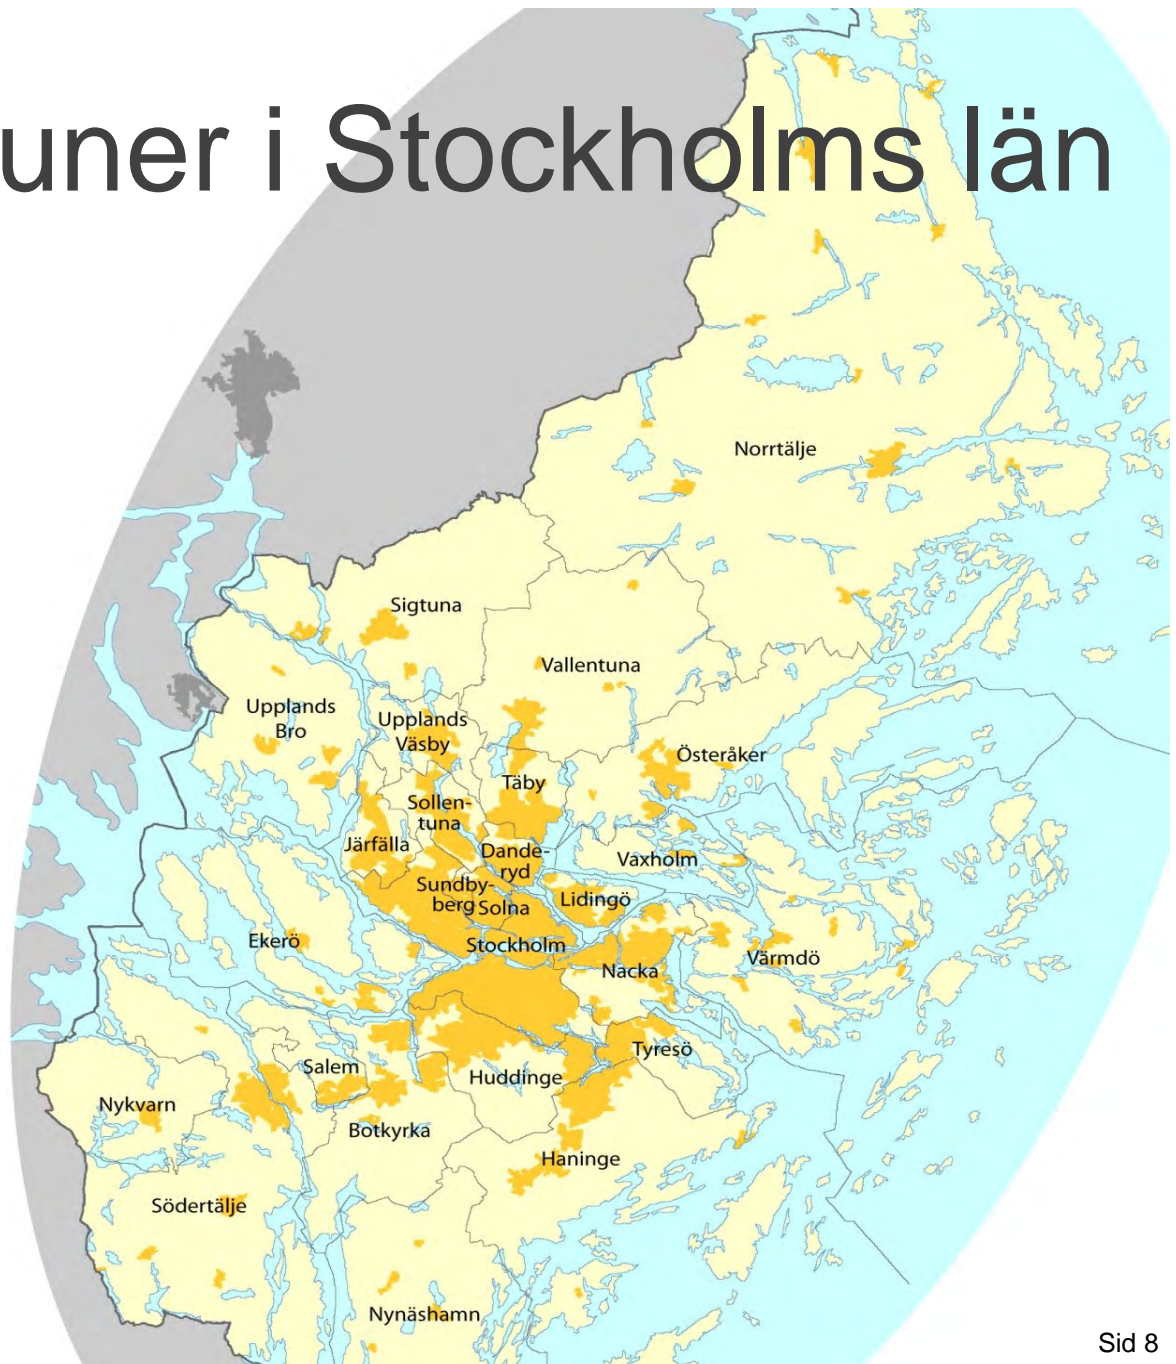 uner i Stockholms län
Norrtälje
Sigtuna
Vallentuna
Upplands
Bro
Upplands
Väsby
Österåker
Täby
Sollen-
tuna
Järfälla
Dande-
ryd
Vaxholm
Sundby-
berg
Solna
Lidingö
Ekerö
Stockholm
Nacka
Värmdö
Tyresö
Salem
Huddinge
Nykvarn
Botkyrka
Haninge
Södertälje
Nynäshamn
Sid 8